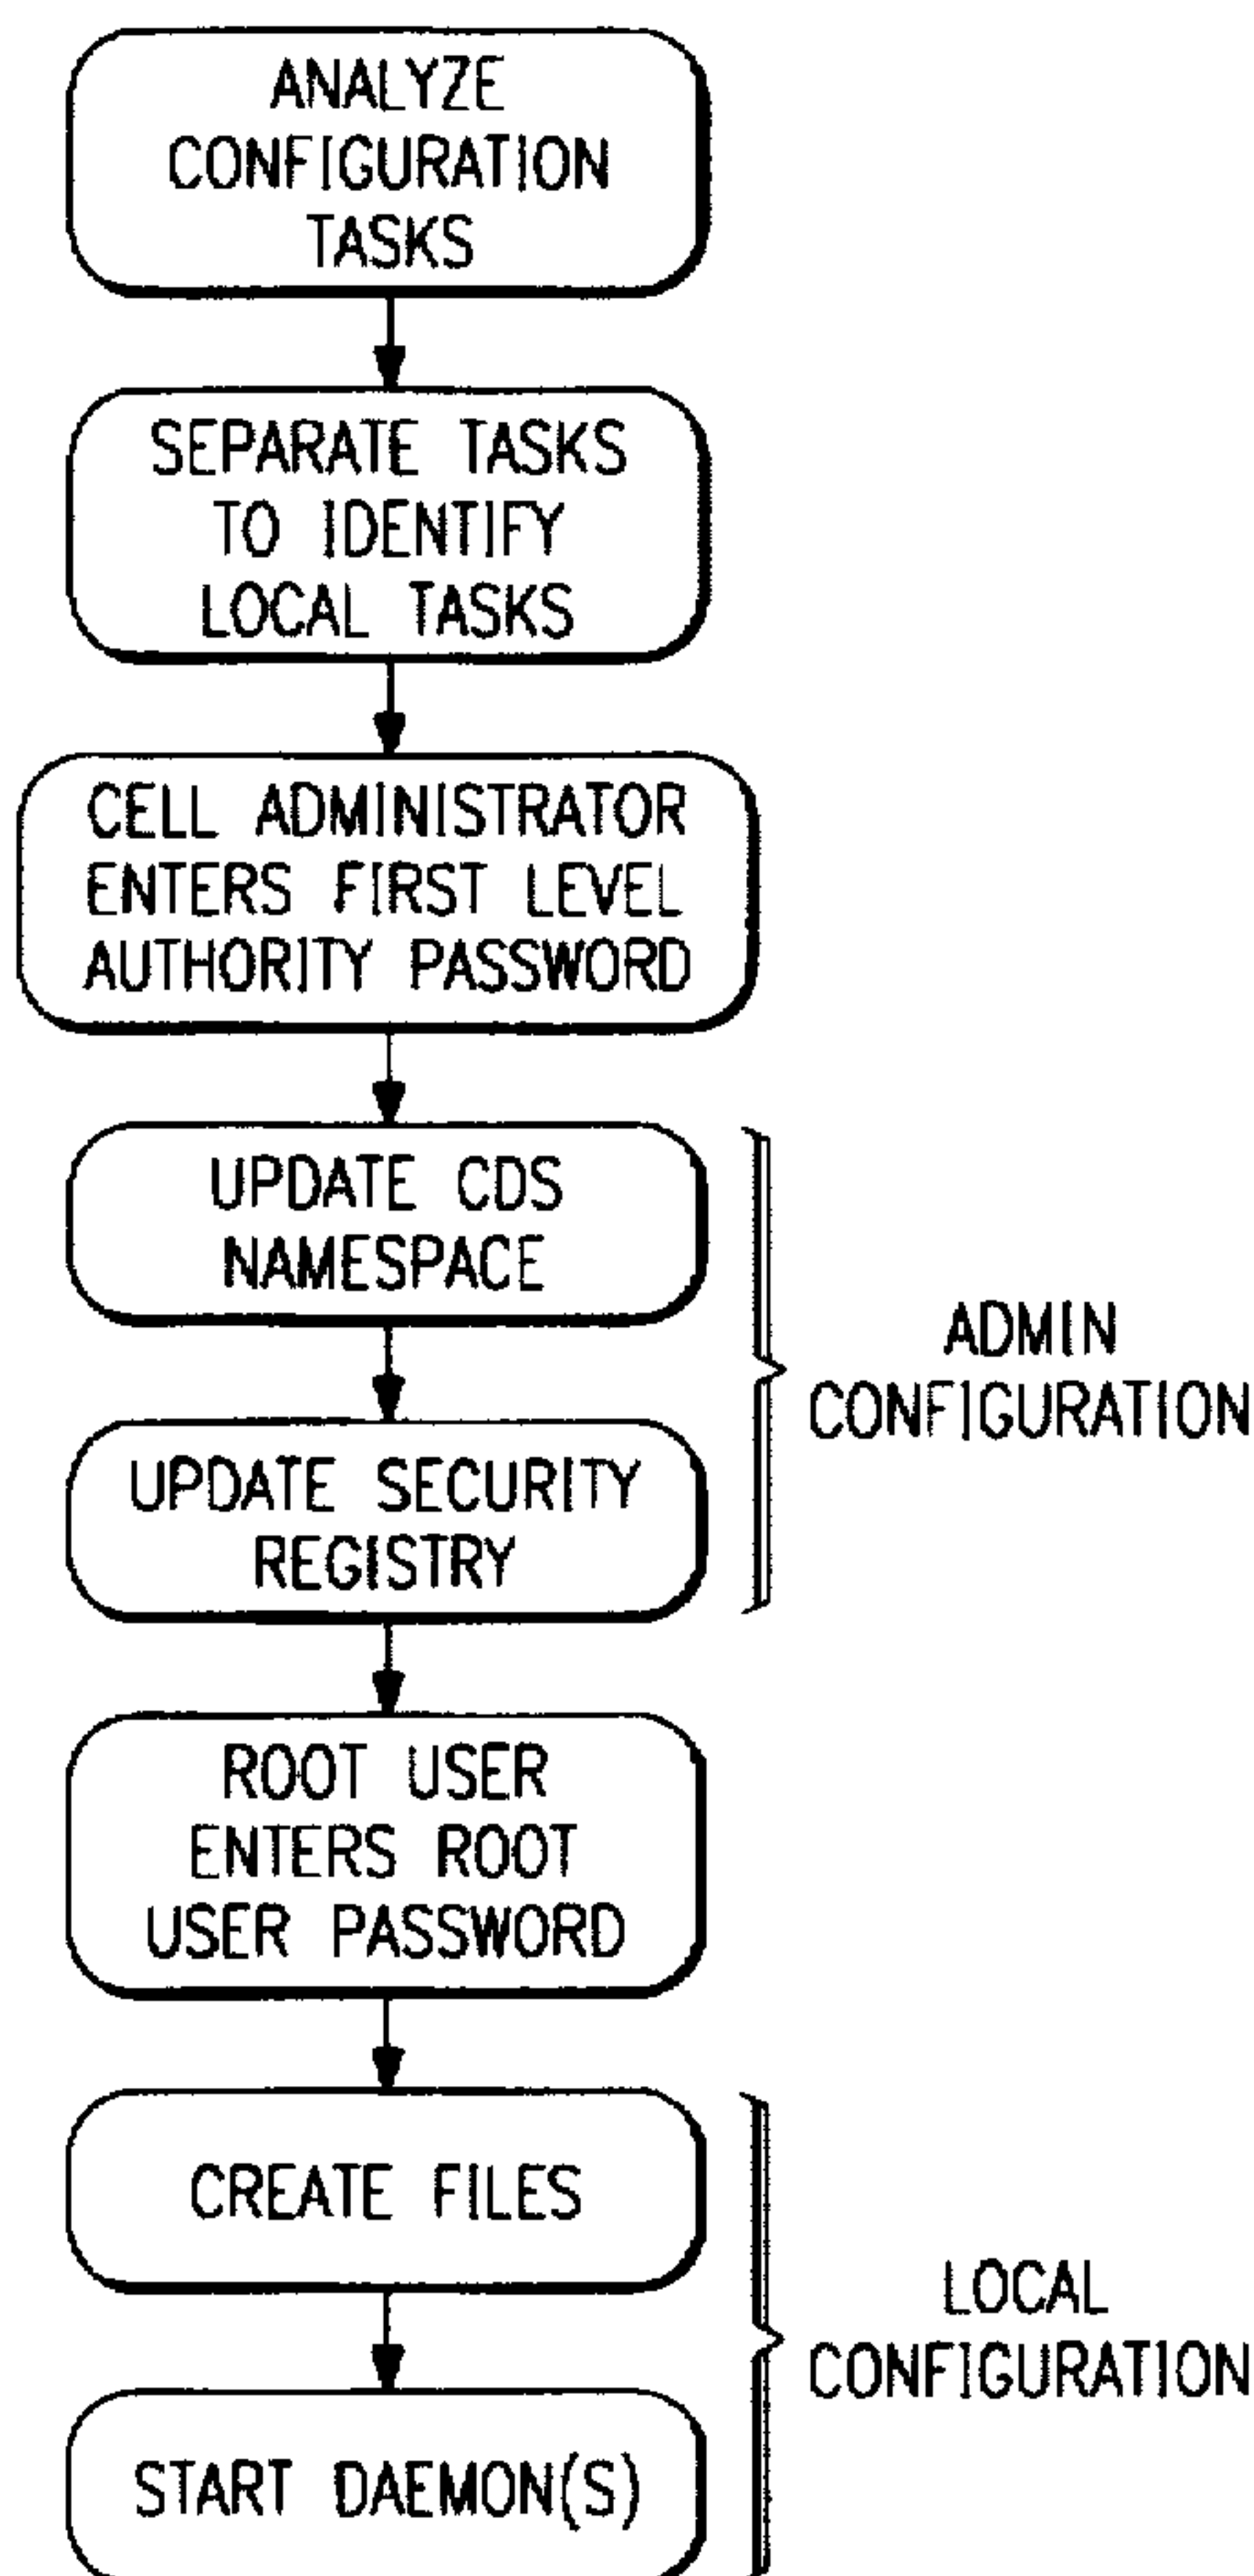 ANALYZE
CONFIGURATION
TASKS
SEPARATE TASKS
TO IDENTIFY
LOCAL TASKS
CELL ADMINISTRATOR
ENTERS FIRST LEVEL
AUTHORITY PASSWORD
UPDATE CDS
NAMESPACE
UPDATE SECURITY
REGISTRY
ADMIN
CONFIGURATION
ROOT USER
ENTERS ROOT
USER PASSWORD
CREATE FILES
START DAEMON(S)
LOCAL
CONFIGURATION